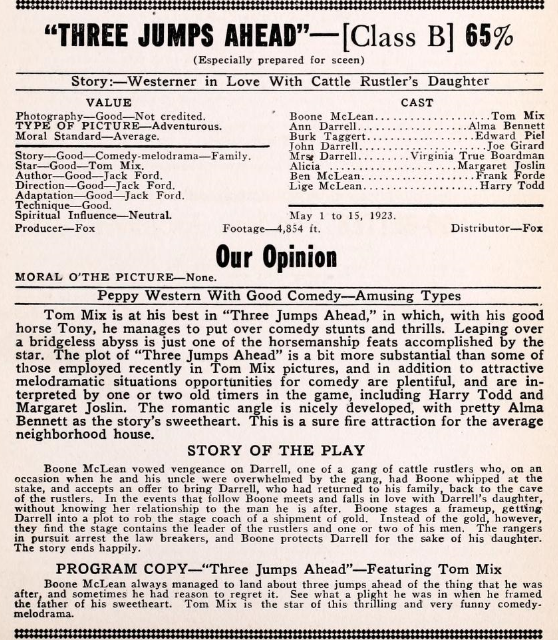 "THREE JUMPS AHEAD"—[Class B] 65%
(Especially prepared for sceen)
Story:—Westerner in Love With Cattle Rustler's Daughter
VALUE
Photography—Good—Not credited.
TYPE OF PICTURE—Adventurous.
Moral Standard—Average.
Story—Good—Comedy-melodrama—Family.
Star—Good—Tom Mix.
Author—Good—Jack Ford.
Direction—Good—Jack Ford.
Adaptation—Good—Jack Ford.
Technique—Good.
Spiritual Influence—Neutral.
CAST
Boone McLean....................Tom Mix
Ann Darrell....................Alma Bennett
Burk Taggert....................Edward Piel
John Darrell....................Joe Girard
Mrs. Darrell........Virginia True Boardman
Alicia ....................Margaret Joslin
Ben McLean....................Frank Forde
Lige McLean....................Harry Todd
May 1 to 15, 1923.
Producer—Fox Footage—4,854 ft. Distributor—Fox
Our Opinion
MORAL O'THE PICTURE—None.
Peppy Western With Good Comedy—Amusing Types
Tom Mix is at his best in "Three Jumps Ahead," in which, with his good
horse Tony, he manages to put over comedy stunts and thrills. Leaping over
a bridgeless abyss is just one of the horsemanship feats accomplished by the
star. The plot of "Three Jumps Ahead" is a bit more substantial than some of
those employed recently in Tom Mix pictures, and in addition to attractive
melodramatic situations opportunities for comedy are plentiful, and are in-
terpreted by one or two old timers in the game, including Harry Todd and
Margaret Joslin. The romantic angle is nicely developed, with pretty Alma
Bennett as the story's sweetheart. This is a sure fire attraction for the average
neighborhood house.
STORY OF THE PLAY
Boone McLean vowed vengeance on Darrell, one of a gang of cattle rustlers who, on an
occasion when he and his uncle were overwhelmed by the gang, had Boone whipped at the
stake, and accepts an offer to bring Darrell, who had returned to his family, back to the cave
of the rustlers. In the events that follow Boone meets and falls in love with Darrell's daughter,
without knowing her relationship to the man he is after. Boone stages a frameup, getting
Darrell into a plot to rob the stage coach of a shipment of gold. Instead of the gold, however,
they find the stage contains the leader of the rustlers and one or two of his men. The rangers
in pursuit arrest the law breakers, and Boone protects Darrell for the sake of his daughter.
The story ends happily.
PROGRAM COPY—"Three Jumps Ahead"—Featuring Tom Mix
Boone McLean always managed to land about three jumps ahead of the thing that he was
after, and sometimes he had reason to regret it. See what a plight he was in when he framed
the father of his sweetheart. Tom Mix is the star of this thrilling and very funny comedy-
melodrama.